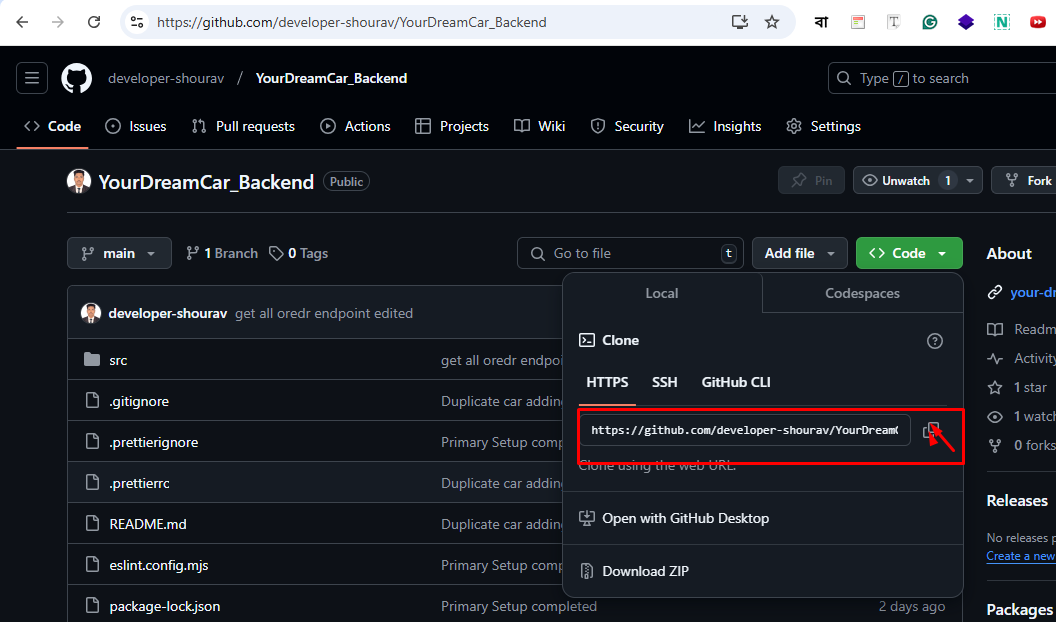 https://github.com/developer-shourav/YourDreamCar_Backend
বা
T
N
developer-shourav / YourDreamCar_Backend
Type / to search
Code Issues Pull requests Actions Projects Wiki Security Insights Settings
YourDreamCar_Backend Public
Pin Unwatch 1 Fork
main 1 Branch 0 Tags
Go to file t Add file Code
About
Local Codespaces
developer-shourav get all oredr endpoint edited
your-dr
src get all oredr endpoi
Clone
Readm
Activity
HTTPS SSH GitHub CLI
1 star
.gitignore Duplicate car addin
https://github.com/developer-shourav/YourDream
1 watch
.prettierignore Primary Setup comp
0 forks
Clone using the web URL.
.prettierrc Duplicate car addin
Releases
README.md Duplicate car addin
Open with GitHub Desktop
No releases p
Create a new
eslint.config.mjs Primary Setup comp
Download ZIP
package-lock.json Primary Setup completed 2 days ago
Packages